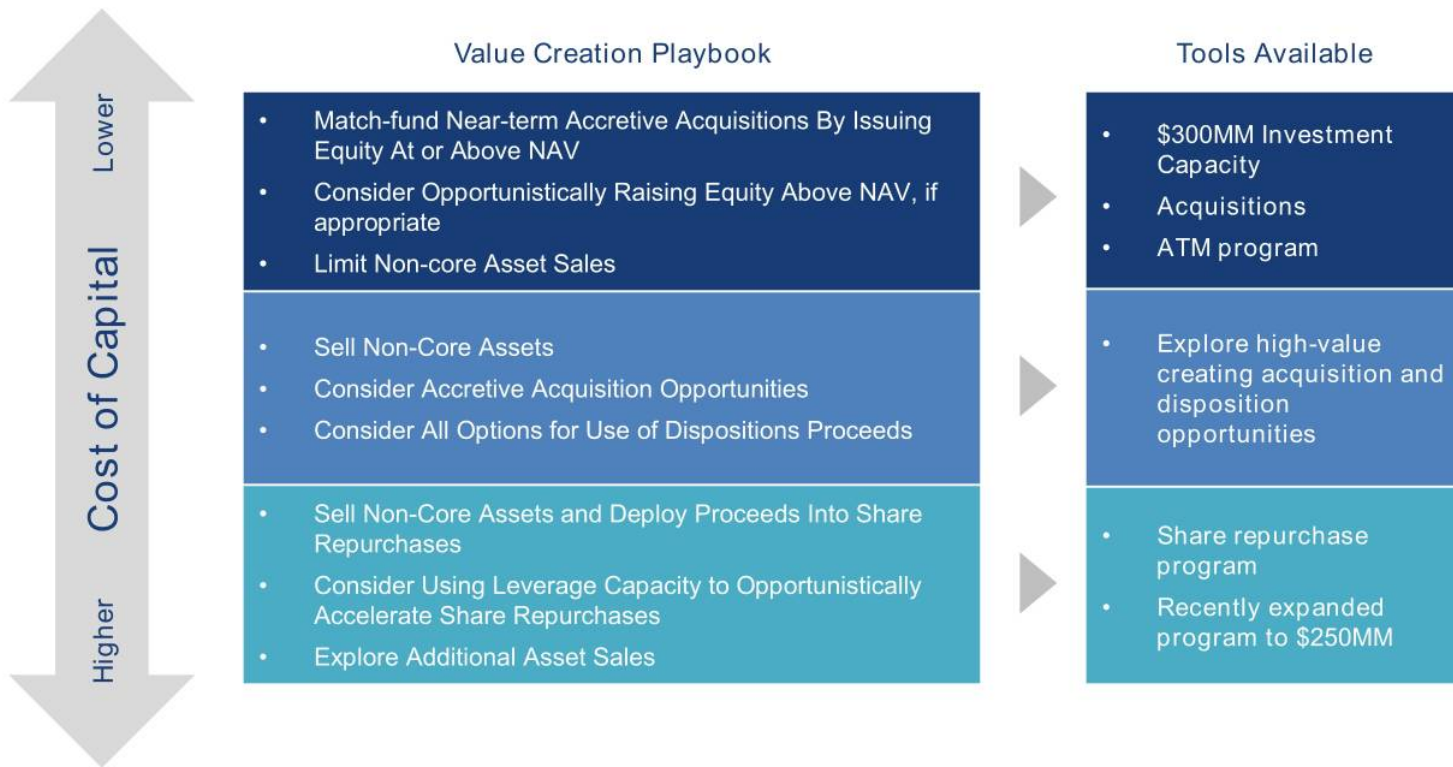 Value Creation Playbook
Tools Available
Lower
Cost of Capital
Higher
• Match-fund Near-term Accretive Acquisitions By Issuing
Equity At or Above NAV
• Consider Opportunistically Raising Equity Above NAV, if
appropriate
• Limit Non-core Asset Sales
• $300MM Investment
Capacity
• Acquisitions
• ATM program
• Sell Non-Core Assets
• Consider Accretive Acquisition Opportunities
• Consider All Options for Use of Dispositions Proceeds
• Explore high-value
creating acquisition and
disposition
opportunities
• Sell Non-Core Assets and Deploy Proceeds Into Share
Repurchases
• Consider Using Leverage Capacity to Opportunistically
Accelerate Share Repurchases
• Explore Additional Asset Sales
• Share repurchase
program
• Recently expanded
program to $250MM